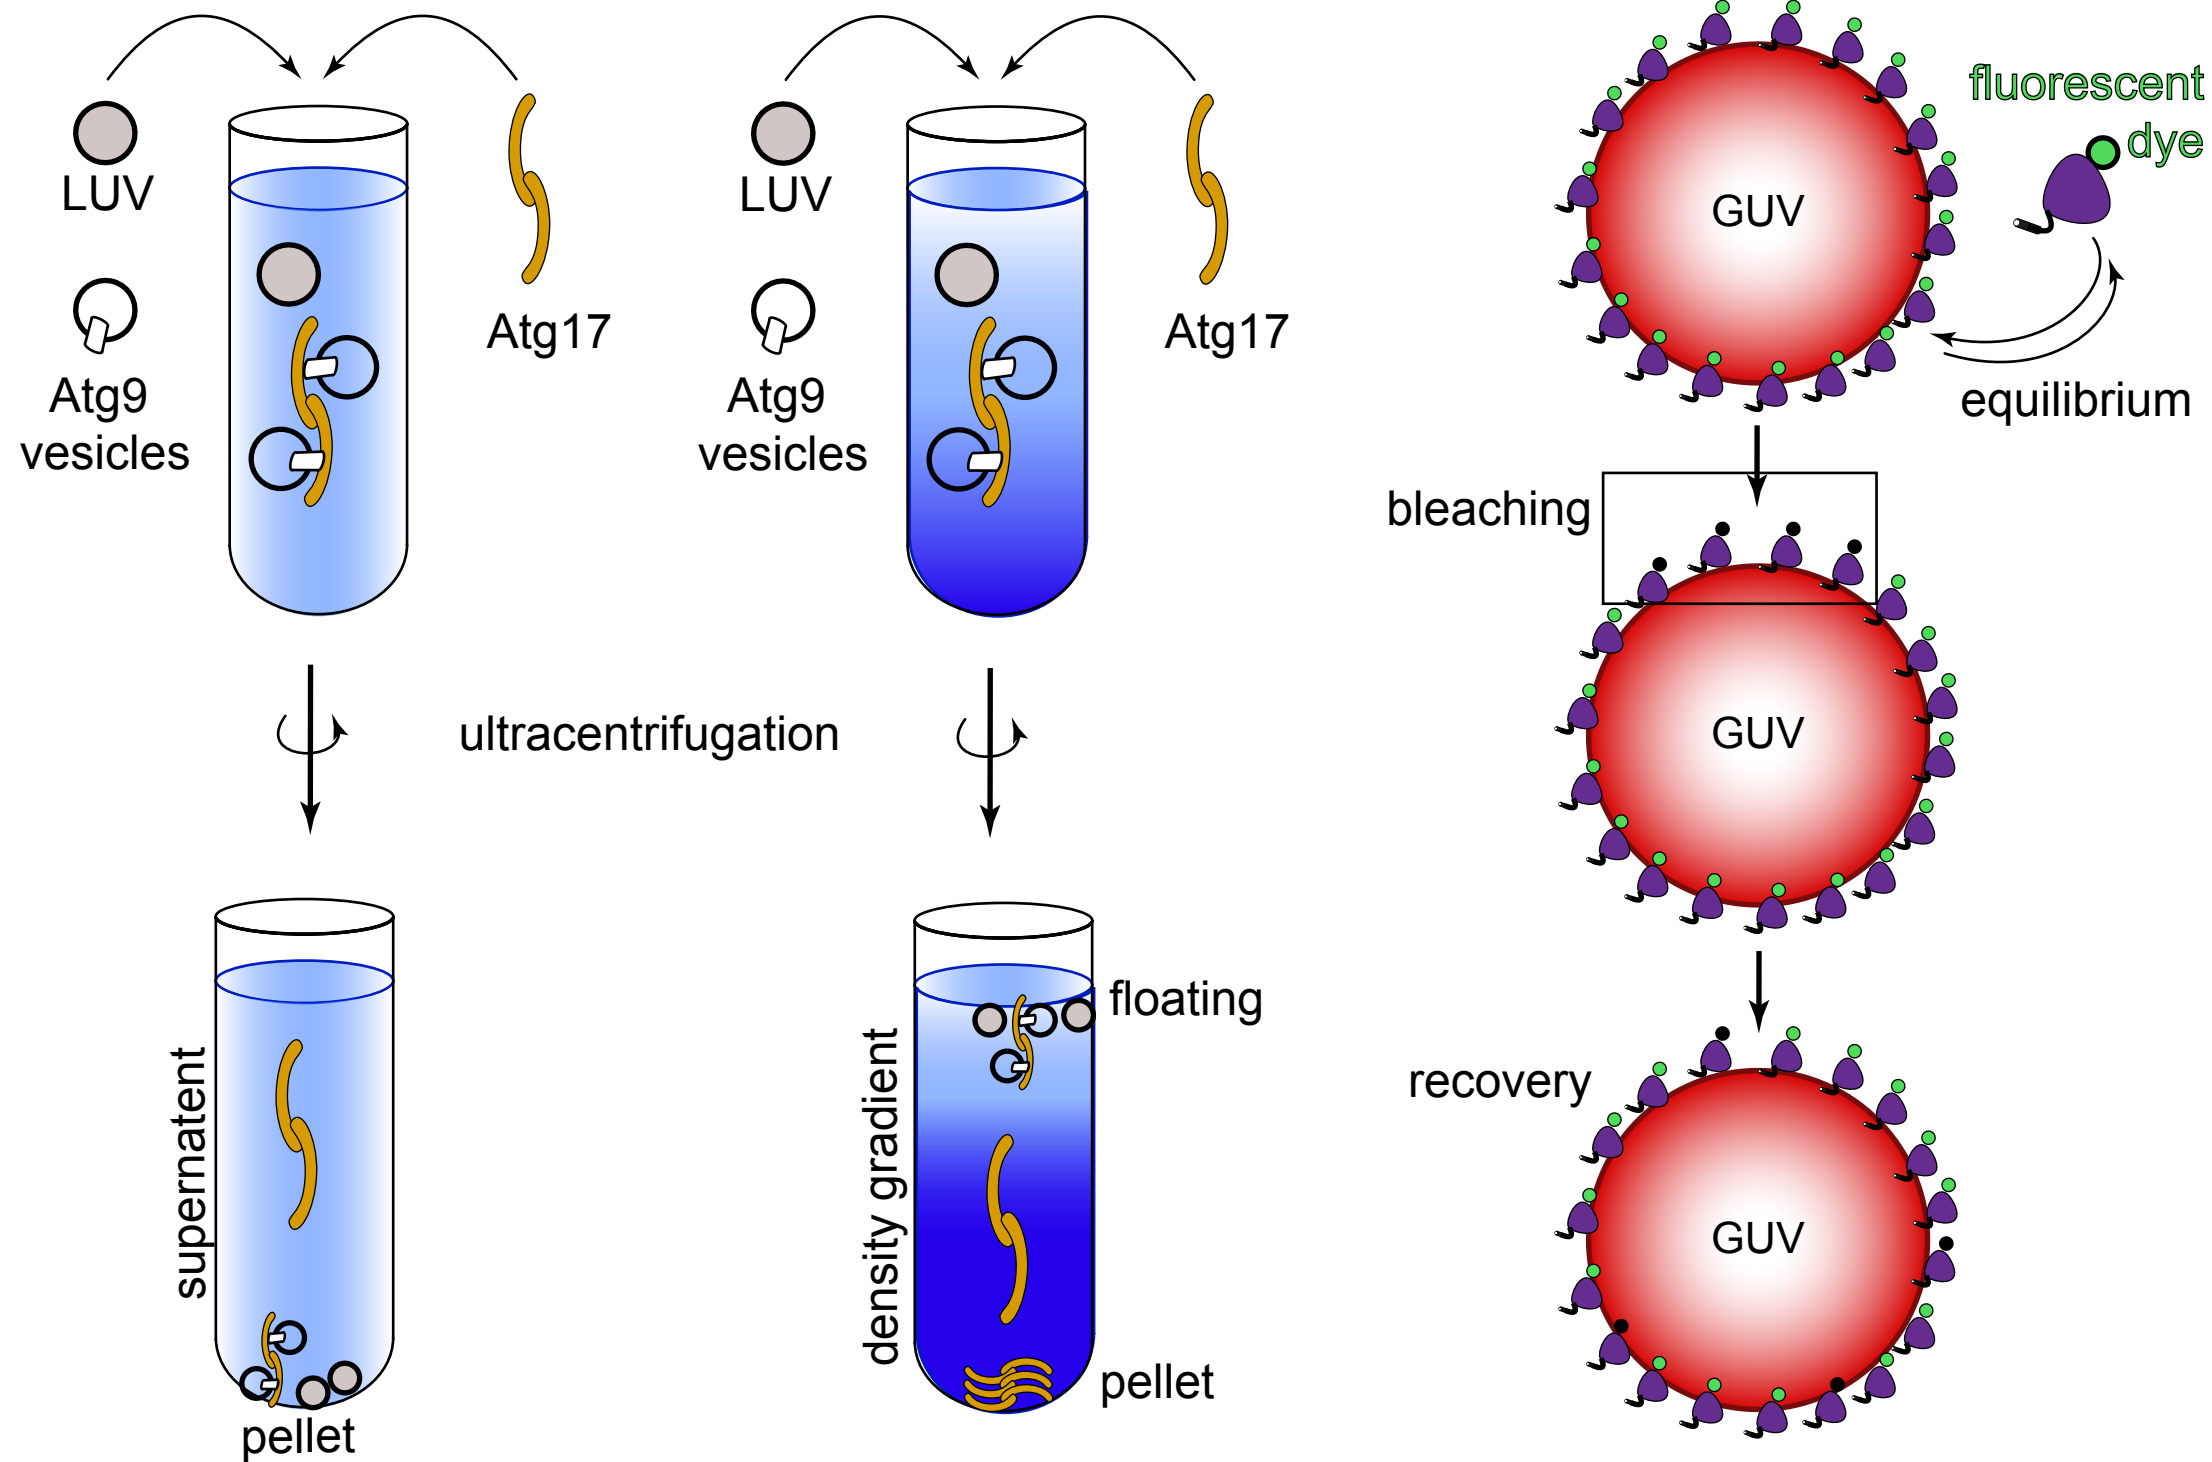 LUV
Atg9
vesicles
Atg17
LUV
Atg9
vesicles
Atg17
ultracentrifugation
supernatent
pellet
density gradient
floating
pellet
GUV
fluorescent
dye
equilibrium
bleaching
GUV
recovery
GUV